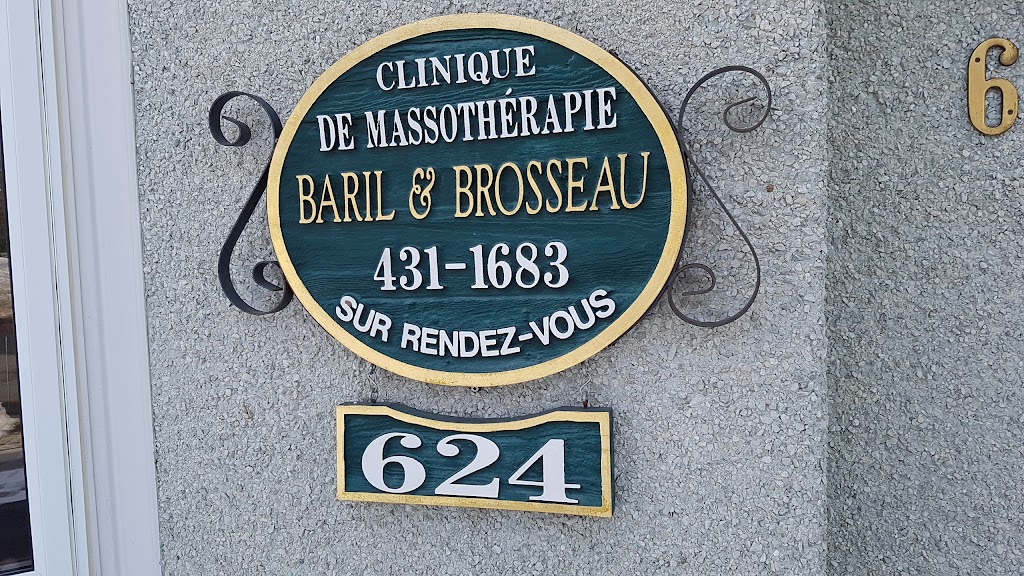 CLINIQUE
DE MASSOTHÉRAPIE
BARIL & BROSSEAU
431-1683
SUR RENDEZ-VOUS
624
6